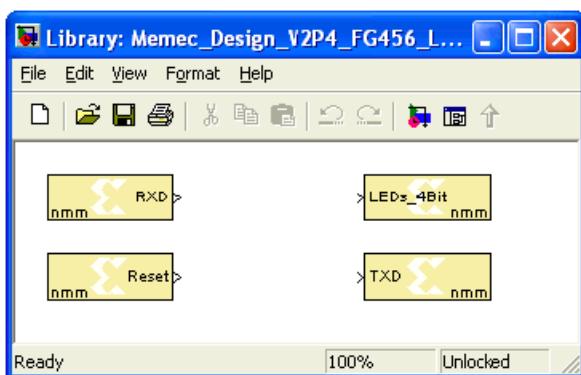 Library: Memec_Design_V2P4_FG456_L...
File Edit View Format Help
RXD
nmm
LEDs_4Bit
nmm
Reset
nmm
TXD
nmm
Ready 100% Unlocked